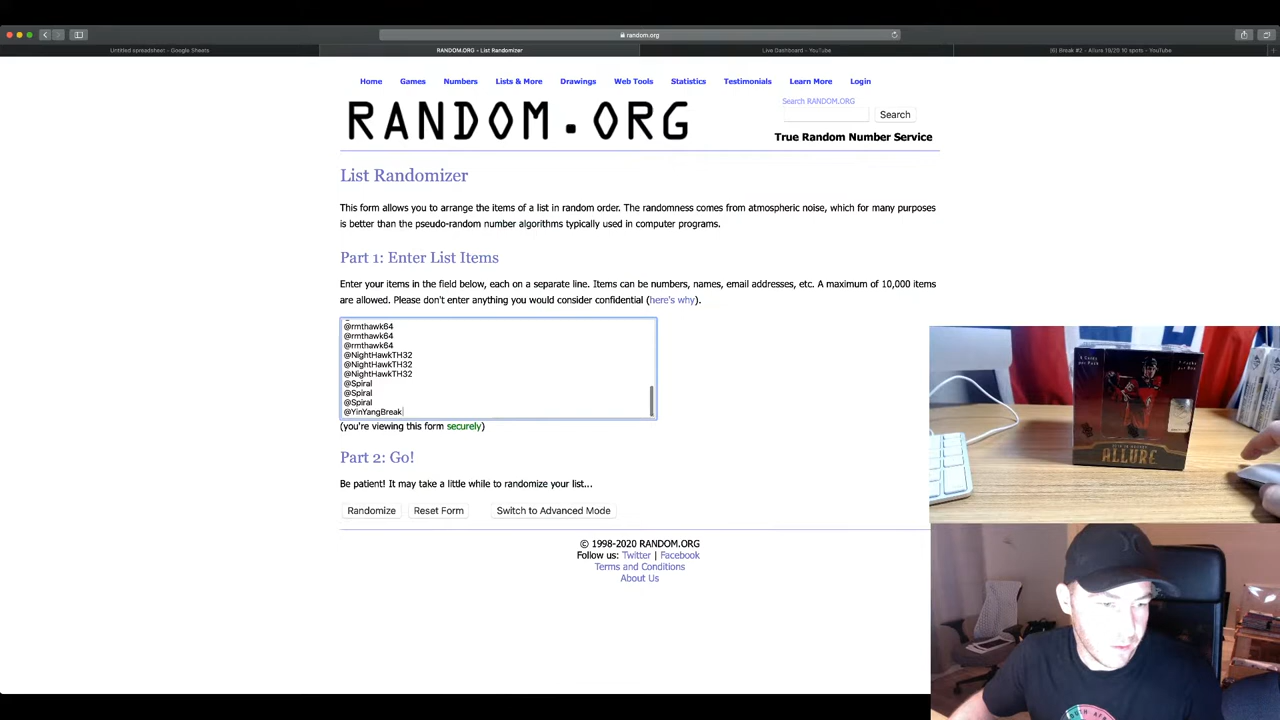 Untitled spreadsheet - Google Sheets
RANDOM.ORG - List Randomizer
Live Dashboard - YouTube
(6) Break #2 - Allure 19/20 10 spots - YouTube
random.org
Home Games Numbers Lists & More Drawings Web Tools Statistics Testimonials Learn More Login
RANDOM.ORG
Search RANDOM.ORG
Search
True Random Number Service
List Randomizer
This form allows you to arrange the items of a list in random order. The randomness comes from atmospheric noise, which for many purposes
is better than the pseudo-random number algorithms typically used in computer programs.
Part 1: Enter List Items
Enter your items in the field below, each on a separate line. Items can be numbers, names, email addresses, etc. A maximum of 10,000 items
are allowed. Please don't enter anything you would consider confidential (here's why).
@rmthawk64
@rmthawk64
@rmthawk64
@NightHawkTH32
@NightHawkTH32
@NightHawkTH32
@Spiral
@Spiral
@Spiral
@YinYangBreak
(you're viewing this form securely)
Part 2: Go!
Be patient! It may take a little while to randomize your list...
Randomize Reset Form Switch to Advanced Mode
© 1998-2020 RANDOM.ORG
Follow us: Twitter | Facebook
Terms and Conditions
About Us
ALLURE